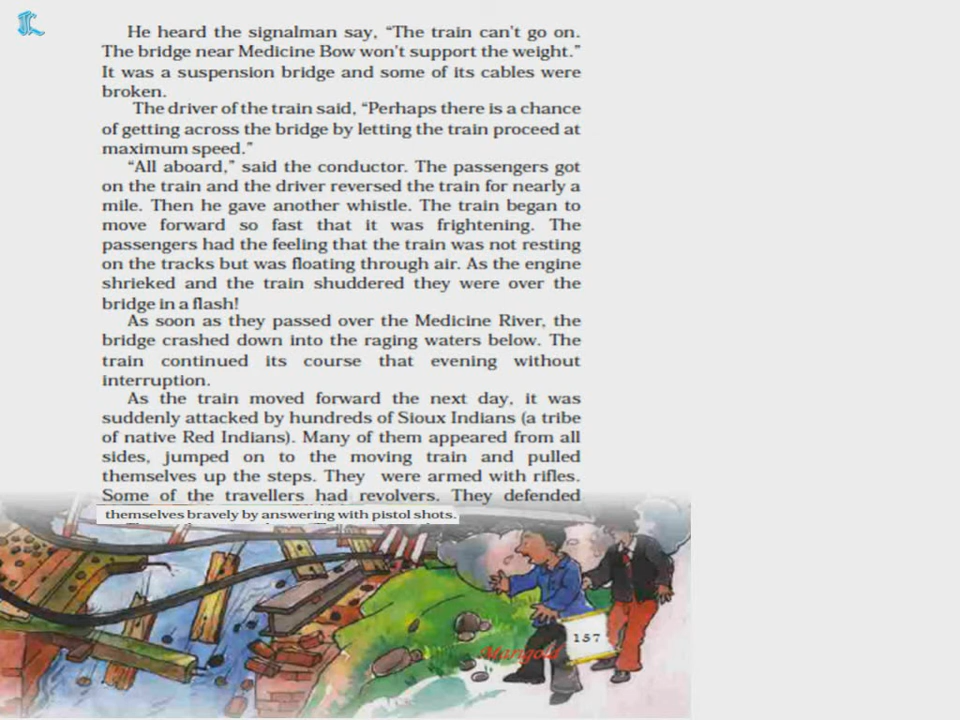 He heard the signalman say, “The train can't go on.
The bridge near Medicine Bow won't support the weight.”
It was a suspension bridge and some of its cables were
broken.
The driver of the train said, “Perhaps there is a chance
of getting across the bridge by letting the train proceed at
maximum speed.”
“All aboard,” said the conductor. The passengers got
on the train and the driver reversed the train for nearly a
mile. Then he gave another whistle. The train began to
move forward so fast that it was frightening. The
passengers had the feeling that the train was not resting
on the tracks but was floating through air. As the engine
shrieked and the train shuddered they were over the
bridge in a flash!
As soon as they passed over the Medicine River, the
bridge crashed down into the raging waters below. The
train continued its course that evening without
interruption.
As the train moved forward the next day, it was
suddenly attacked by hundreds of Sioux Indians (a tribe
of native Red Indians). Many of them appeared from all
sides, jumped on to the moving train and pulled
themselves up the steps. They were armed with rifles.
Some of the travellers had revolvers. They defended
themselves bravely by answering with pistol shots.
157